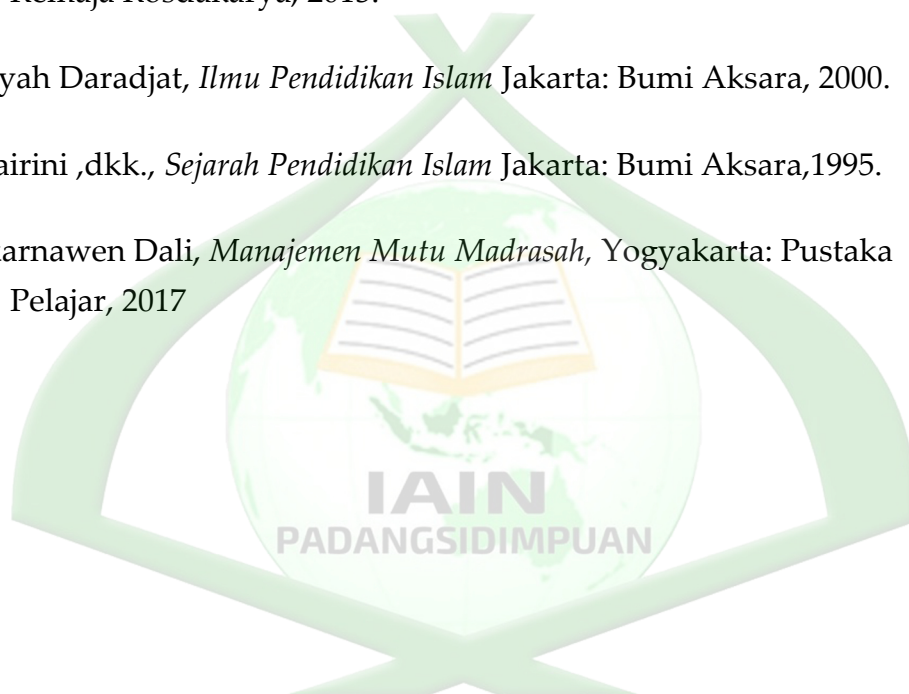 Remaja Rosdakarya,
yah Daradjat, Ilmu Pendidikan Islam Jakarta: Bumi Aksara, 2000.
airini ,dkk., Sejarah Pendidikan Islam Jakarta: Bumi Aksara,1995.
arnawen Dali, Manajemen Mutu Madrasah, Yogyakarta: Pustaka
Pelajar, 2017
IAIN
PADANGSIDIMPUAN